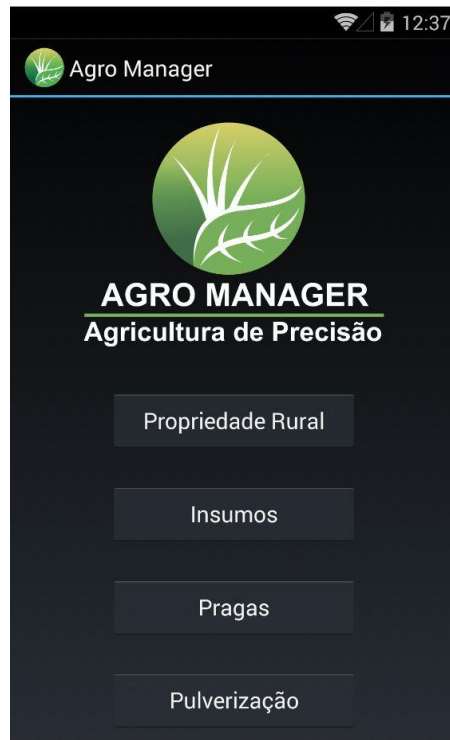 12:37
Agro Manager
AGRO MANAGER
Agricultura de Precisão
Propriedade Rural
Insumos
Pragas
Pulverização